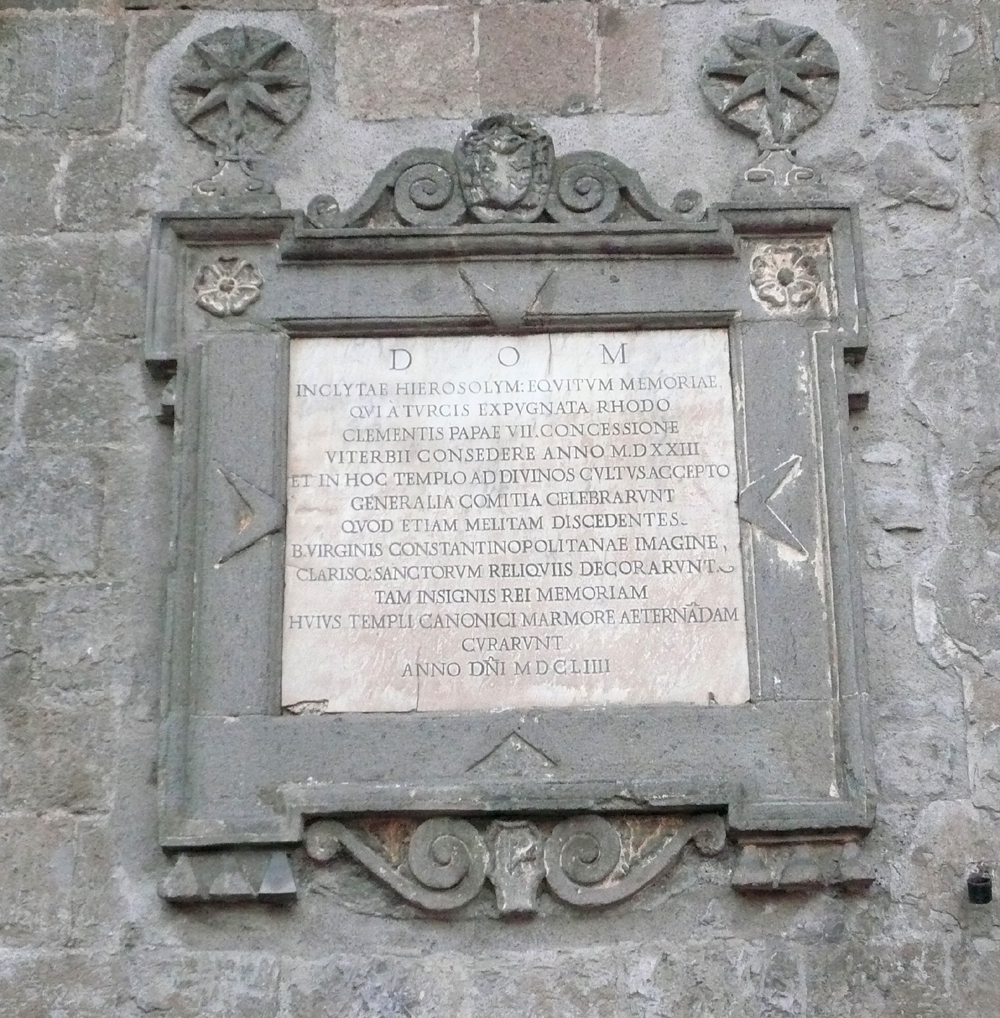 D O M
INCLYTAE HIEROSOLYM: EQVITVM MEMORIAE.
QVI A TVRCIS EXPVGNATA RHODO
CLEMENTIS PAPAE VII. CONCESSIONE
VITERBII CONSEDERE ANNO M.DXXIII
ET IN HOC TEMPLO AD DIVINOS CVLTVS ACCEPTO
GENERALIA COMITIA CELEBRARVNT
QVOD ETIAM MELITAM DISCEDENTES
B. VIRGINIS CONSTANTINOPOLITANAE IMAGINE,
CLARISQ: SANCTORVM RELIQVIIS DECORARVNT.
TAM INSIGNIS REI MEMORIAM
HVIVS TEMPLI CANONICI MARMORE AETERNÃDAM
CVRARVNT
ANNO DÑI MDCLIIII